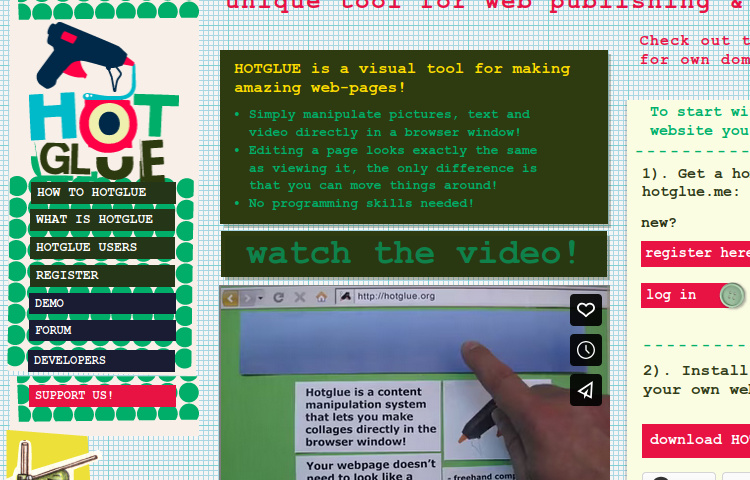 unique tool for web publishing &
HOT
GLUE
HOW TO HOTGLUE
WHAT IS HOTGLUE
HOTGLUE USERS
REGISTER
DEMO
FORUM
DEVELOPERS
SUPPORT US!
HOTGLUE is a visual tool for making
amazing web-pages!
• Simply manipulate pictures, text and
video directly in a browser window!
• Editing a page looks exactly the same
as viewing it, the only difference is
that you can move things around!
• No programming skills needed!
watch the video!
http://hotglue.org
Hotglue is a content
manipulation system
that lets you make
collages directly in the
browser window!
Your webpage doesn't
need to look like a
- freehand comp
Check out t
for own dom
To start wi
website you
1). Get a ho
hotglue.me:
new?
register here
log in
2). Install
your own web
download HO